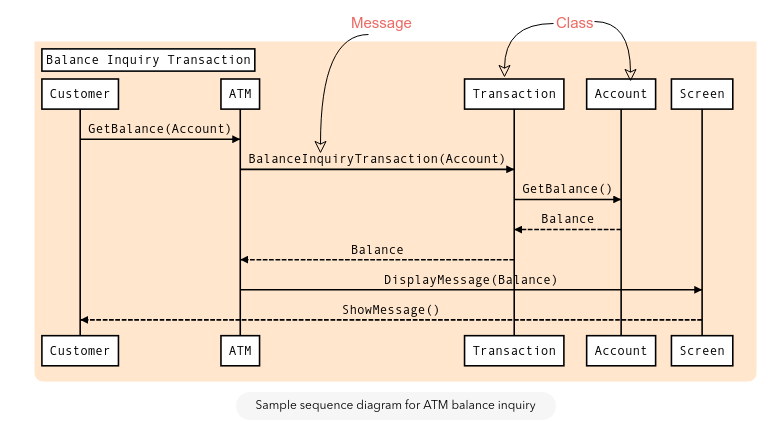 Message
Class
Balance Inquiry Transaction
Customer
ATM
Transaction
Account
Screen
GetBalance(Account)
BalanceInquiryTransaction(Account)
GetBalance()
Balance
Balance
DisplayMessage(Balance)
ShowMessage()
Customer
ATM
Transaction
Account
Screen
Sample sequence diagram for ATM balance inquiry